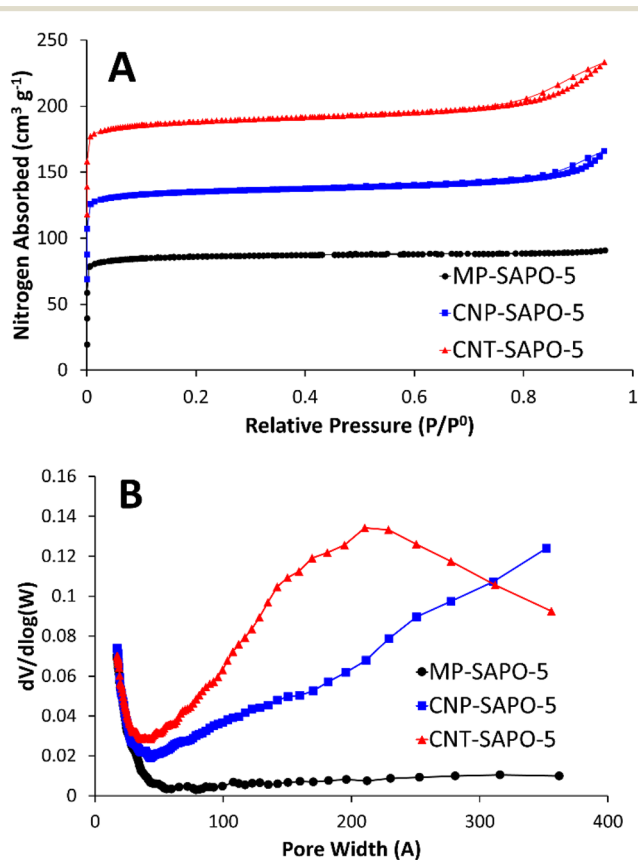 A
Nitrogen Absorbed (cm³ g⁻¹)
250
200
150
100
50
0
MP-SAPO-5
CNP-SAPO-5
CNT-SAPO-5
0 0.2 0.4 0.6 0.8 1
Relative Pressure (P/P⁰)
B
dV/dlog(W)
0.16
0.14
0.12
0.1
0.08
0.06
0.04
0.02
0
MP-SAPO-5
CNP-SAPO-5
CNT-SAPO-5
0 100 200 300 400
Pore Width (A)